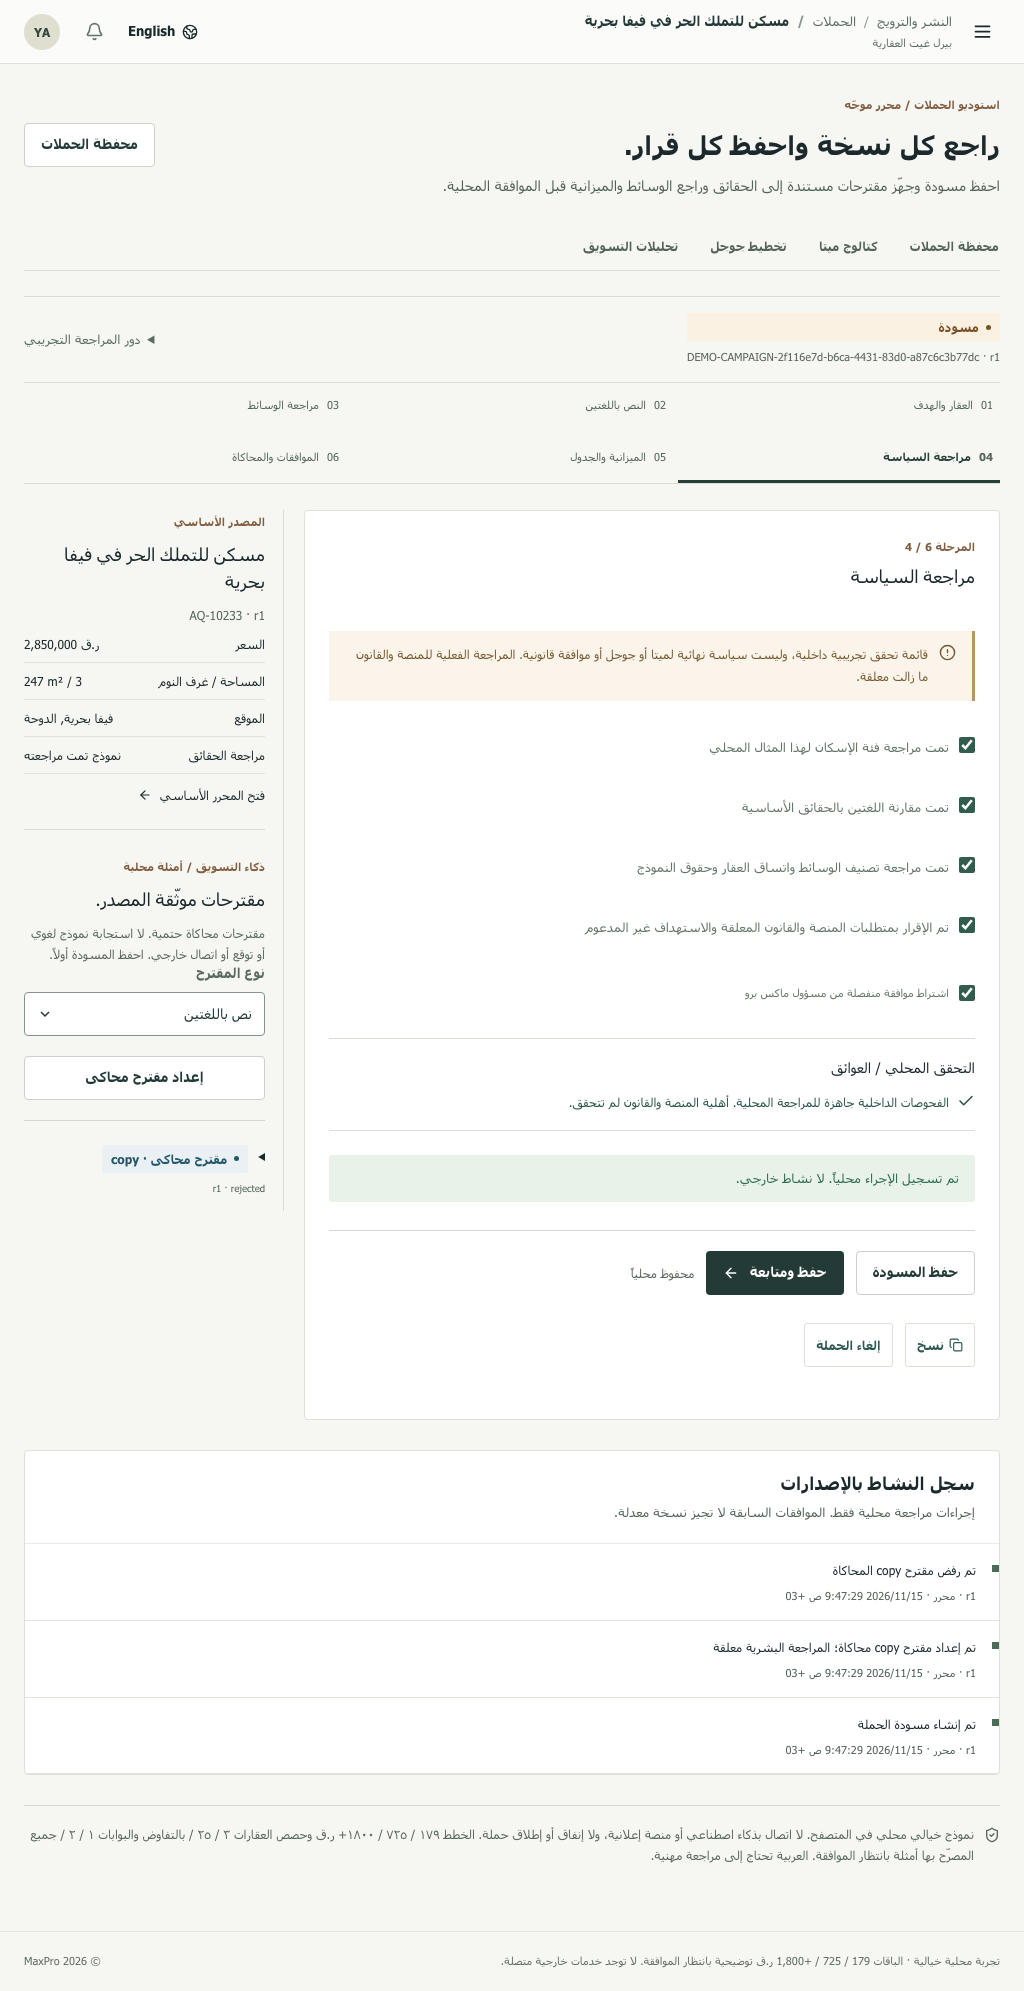 النشر والترويج / الحملات / مسكن للتملك الحر في فيفا بحرية
بيرل غيت العقارية
English
YA
استوديو الحملات / محرر موجّه
راجع كل نسخة واحفظ كل قرار.
احفظ مسودة وجهّز مقترحات مستندة إلى الحقائق وراجع الوسائط والميزانية قبل الموافقة المحلية.
محفظة الحملات
محفظة الحملات
كتالوج ميتا
تخطيط جوجل
تحليلات التسويق
مسودة
DEMO-CAMPAIGN-2f116e7d-b6ca-4431-83d0-a87c6c3b77dc · r1
دور المراجعة التجريبي
01 العقار والهدف
02 النص باللغتين
03 مراجعة الوسائط
04 مراجعة السياسة
05 الميزانية والجدول
06 الموافقات والمحاكاة
المرحلة 6 / 4
مراجعة السياسة
قائمة تحقق تجريبية داخلية، وليست سياسة نهائية لميتا أو جوجل أو موافقة قانونية. المراجعة الفعلية للمنصة والقانون
ما زالت معلقة.
تمت مراجعة فئة الإسكان لهذا المثال المحلي
تمت مقارنة اللغتين بالحقائق الأساسية
تمت مراجعة تصنيف الوسائط واتساق العقار وحقوق النموذج
تم الإقرار بمتطلبات المنصة والقانون المعلقة والاستهداف غير المدعوم
اشتراط موافقة منفصلة من مسؤول ماكس برو
التحقق المحلي / العوائق
الفحوصات الداخلية جاهزة للمراجعة المحلية. أهلية المنصة والقانون لم تتحقق.
تم تسجيل الإجراء محلياً. لا نشاط خارجي.
حفظ المسودة
حفظ ومتابعة
محفوظ محلياً
نسخ
إلغاء الحملة
المصدر الأساسي
مسكن للتملك الحر في فيفا
بحرية
AQ-10233 · r1
السعر
2,850,000 ر.ق
المساحة / غرف النوم
247 m² / 3
الموقع
فيفا بحرية, الدوحة
مراجعة الحقائق
نموذج تمت مراجعته
فتح المحرر الأساسي
ذكاء التسويق / أمثلة محلية
مقترحات موثّقة المصدر.
مقترحات محاكاة حتمية. لا استجابة نموذج لغوي
أو توقع أو اتصال خارجي. احفظ المسودة أولاً.
نوع المقترح
نص باللغتين
إعداد مقترح محاكى
مقترح محاكى · copy
r1 · rejected
سجل النشاط بالإصدارات
إجراءات مراجعة محلية فقط. الموافقات السابقة لا تجيز نسخة معدلة.
تم رفض مقترح copy المحاكاة
r1 · محرر · 2026/11/15 9:47:29 ص +03
تم إعداد مقترح copy محاكاة؛ المراجعة البشرية معلقة
r1 · محرر · 2026/11/15 9:47:29 ص +03
تم إنشاء مسودة الحملة
r1 · محرر · 2026/11/15 9:47:29 ص +03
نموذج خيالي محلي في المتصفح. لا اتصال بذكاء اصطناعي أو منصة إعلانية، ولا إنفاق أو إطلاق حملة. الخطط ١٧٩ / ٧٢٥ / ١٨٠٠+ ر.ق وحصص العقارات ٣ / ٢٥ / بالتفاوض والبوابات ١ / ٢ / جميع
المصرّح بها أمثلة بانتظار الموافقة. العربية تحتاج إلى مراجعة مهنية.
تجربة محلية خيالية · الباقات 179 / 725 / +1,800 ر.ق توضيحية بانتظار الموافقة. لا توجد خدمات خارجية متصلة.
© 2026 MaxPro